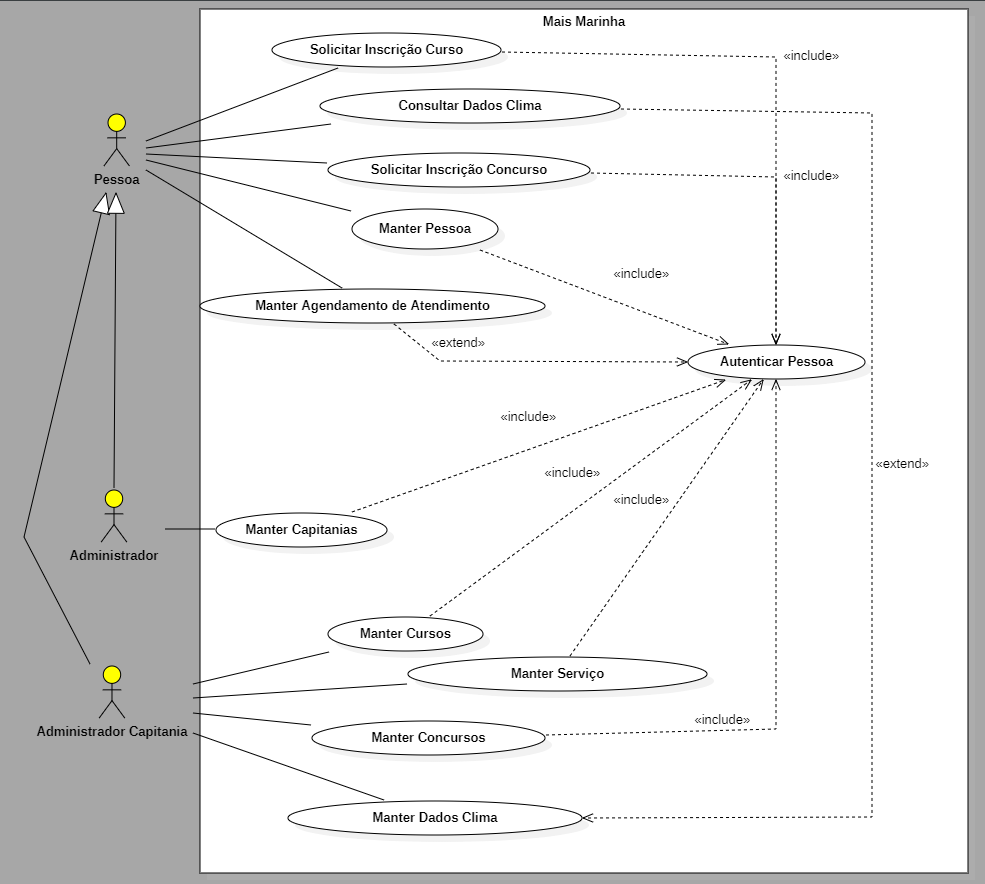 Mais Marinha
Solicitar Inscrição Curso
«include»
Consultar Dados Clima
Solicitar Inscrição Concurso
«include»
Pessoa
Manter Pessoa
«include»
Manter Agendamento de Atendimento
«extend»
Autenticar Pessoa
«include»
«extend»
«include»
«include»
Manter Capitanias
Administrador
Manter Cursos
Manter Serviço
«include»
Administrador Capitania
Manter Concursos
Manter Dados Clima